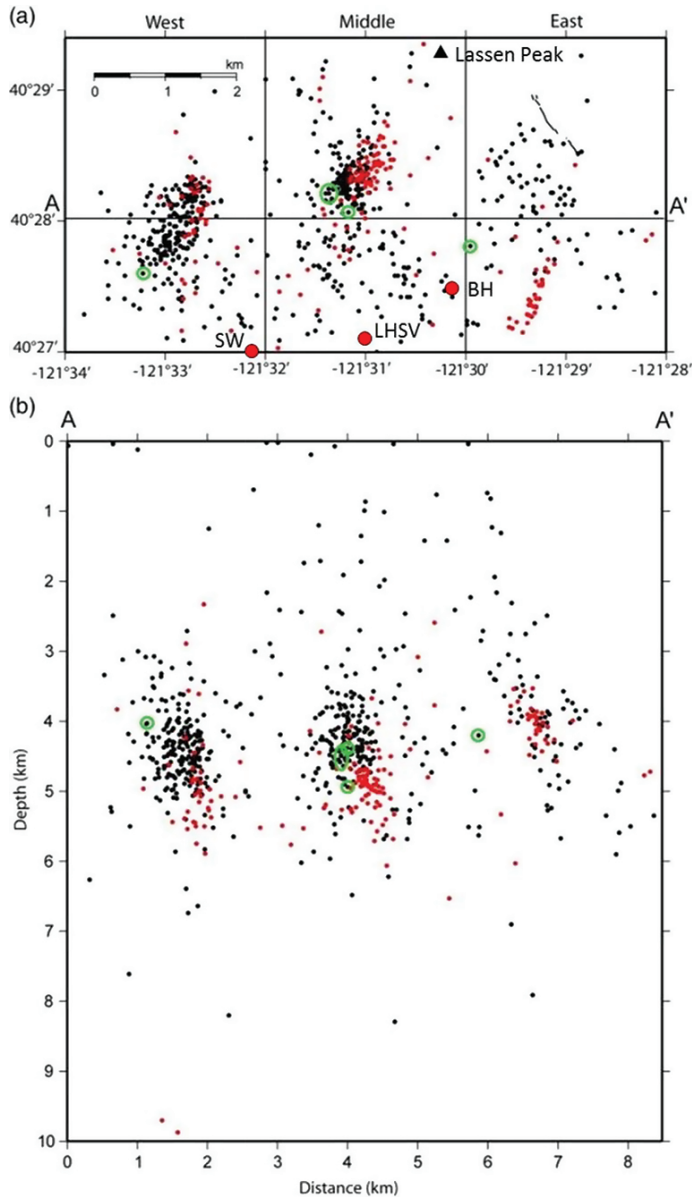 (a)
West Middle East
km
0 1 2
Lassen Peak
40°29'
A 40°28' A'
BH
LHSV
SW
40°27'
-121°34' -121°33' -121°32' -121°31' -121°30' -121°29' -121°28'
(b)
A A'
0
1
2
3
4
5
6
7
8
9
10
Depth (km)
0 1 2 3 4 5 6 7 8
Distance (km)